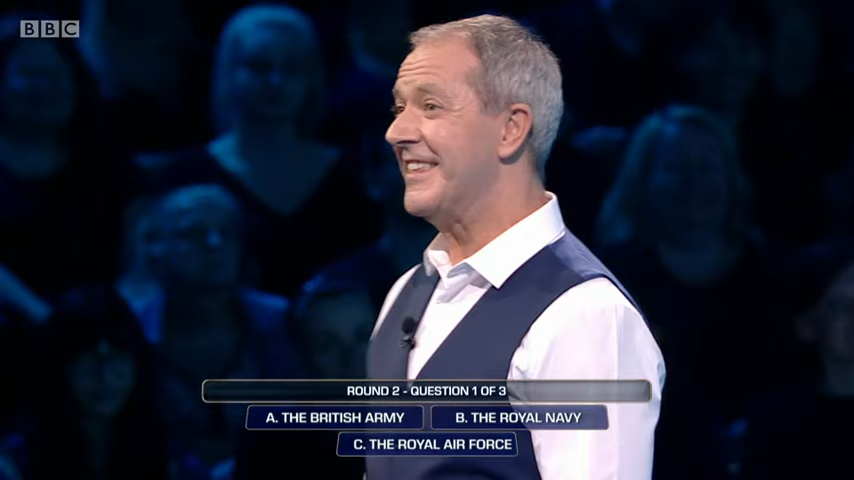 BBC
ROUND 2 - QUESTION 1 OF 3
A. THE BRITISH ARMY
B. THE ROYAL NAVY
C. THE ROYAL AIR FORCE